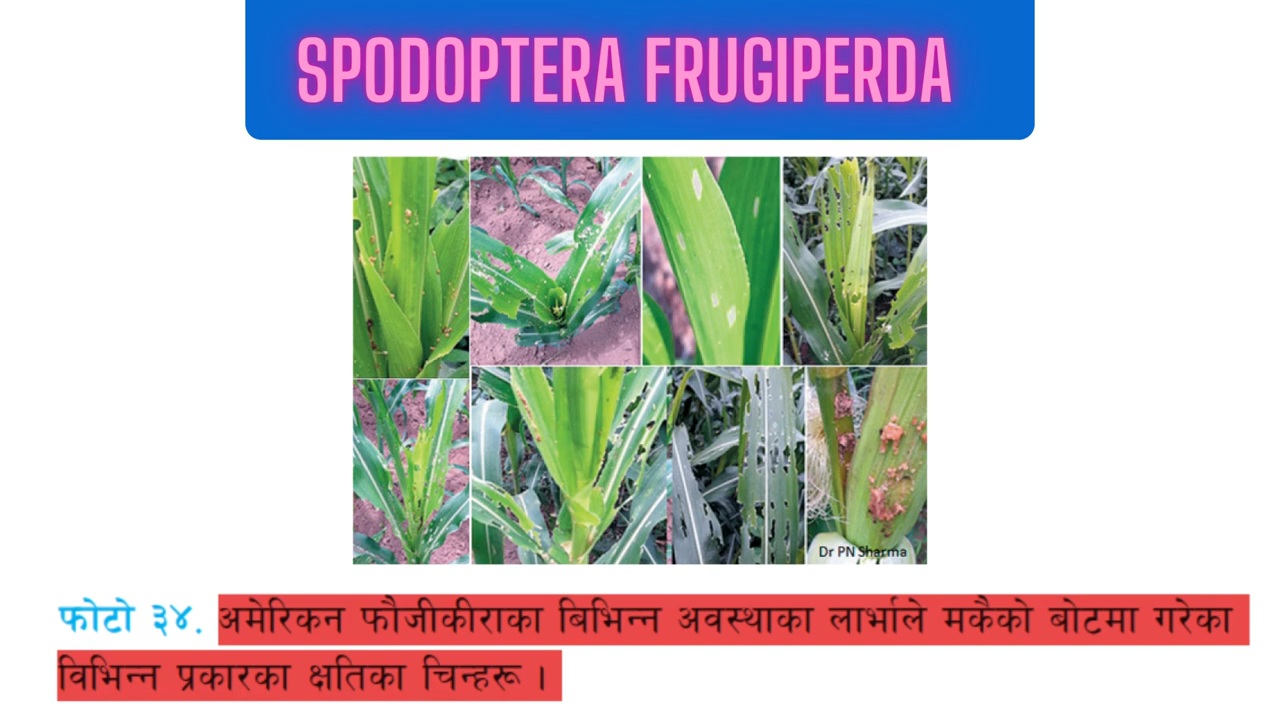 SPODOPTERA FRUGIPERDA
Dr PN Sharma
फोटो ३४. अमेरिकन फौजीकीराका बिभिन्न अवस्थाका लार्भाले मकैको बोटमा गरेका
विभिन्न प्रकारका क्षतिका चिन्हरू ।